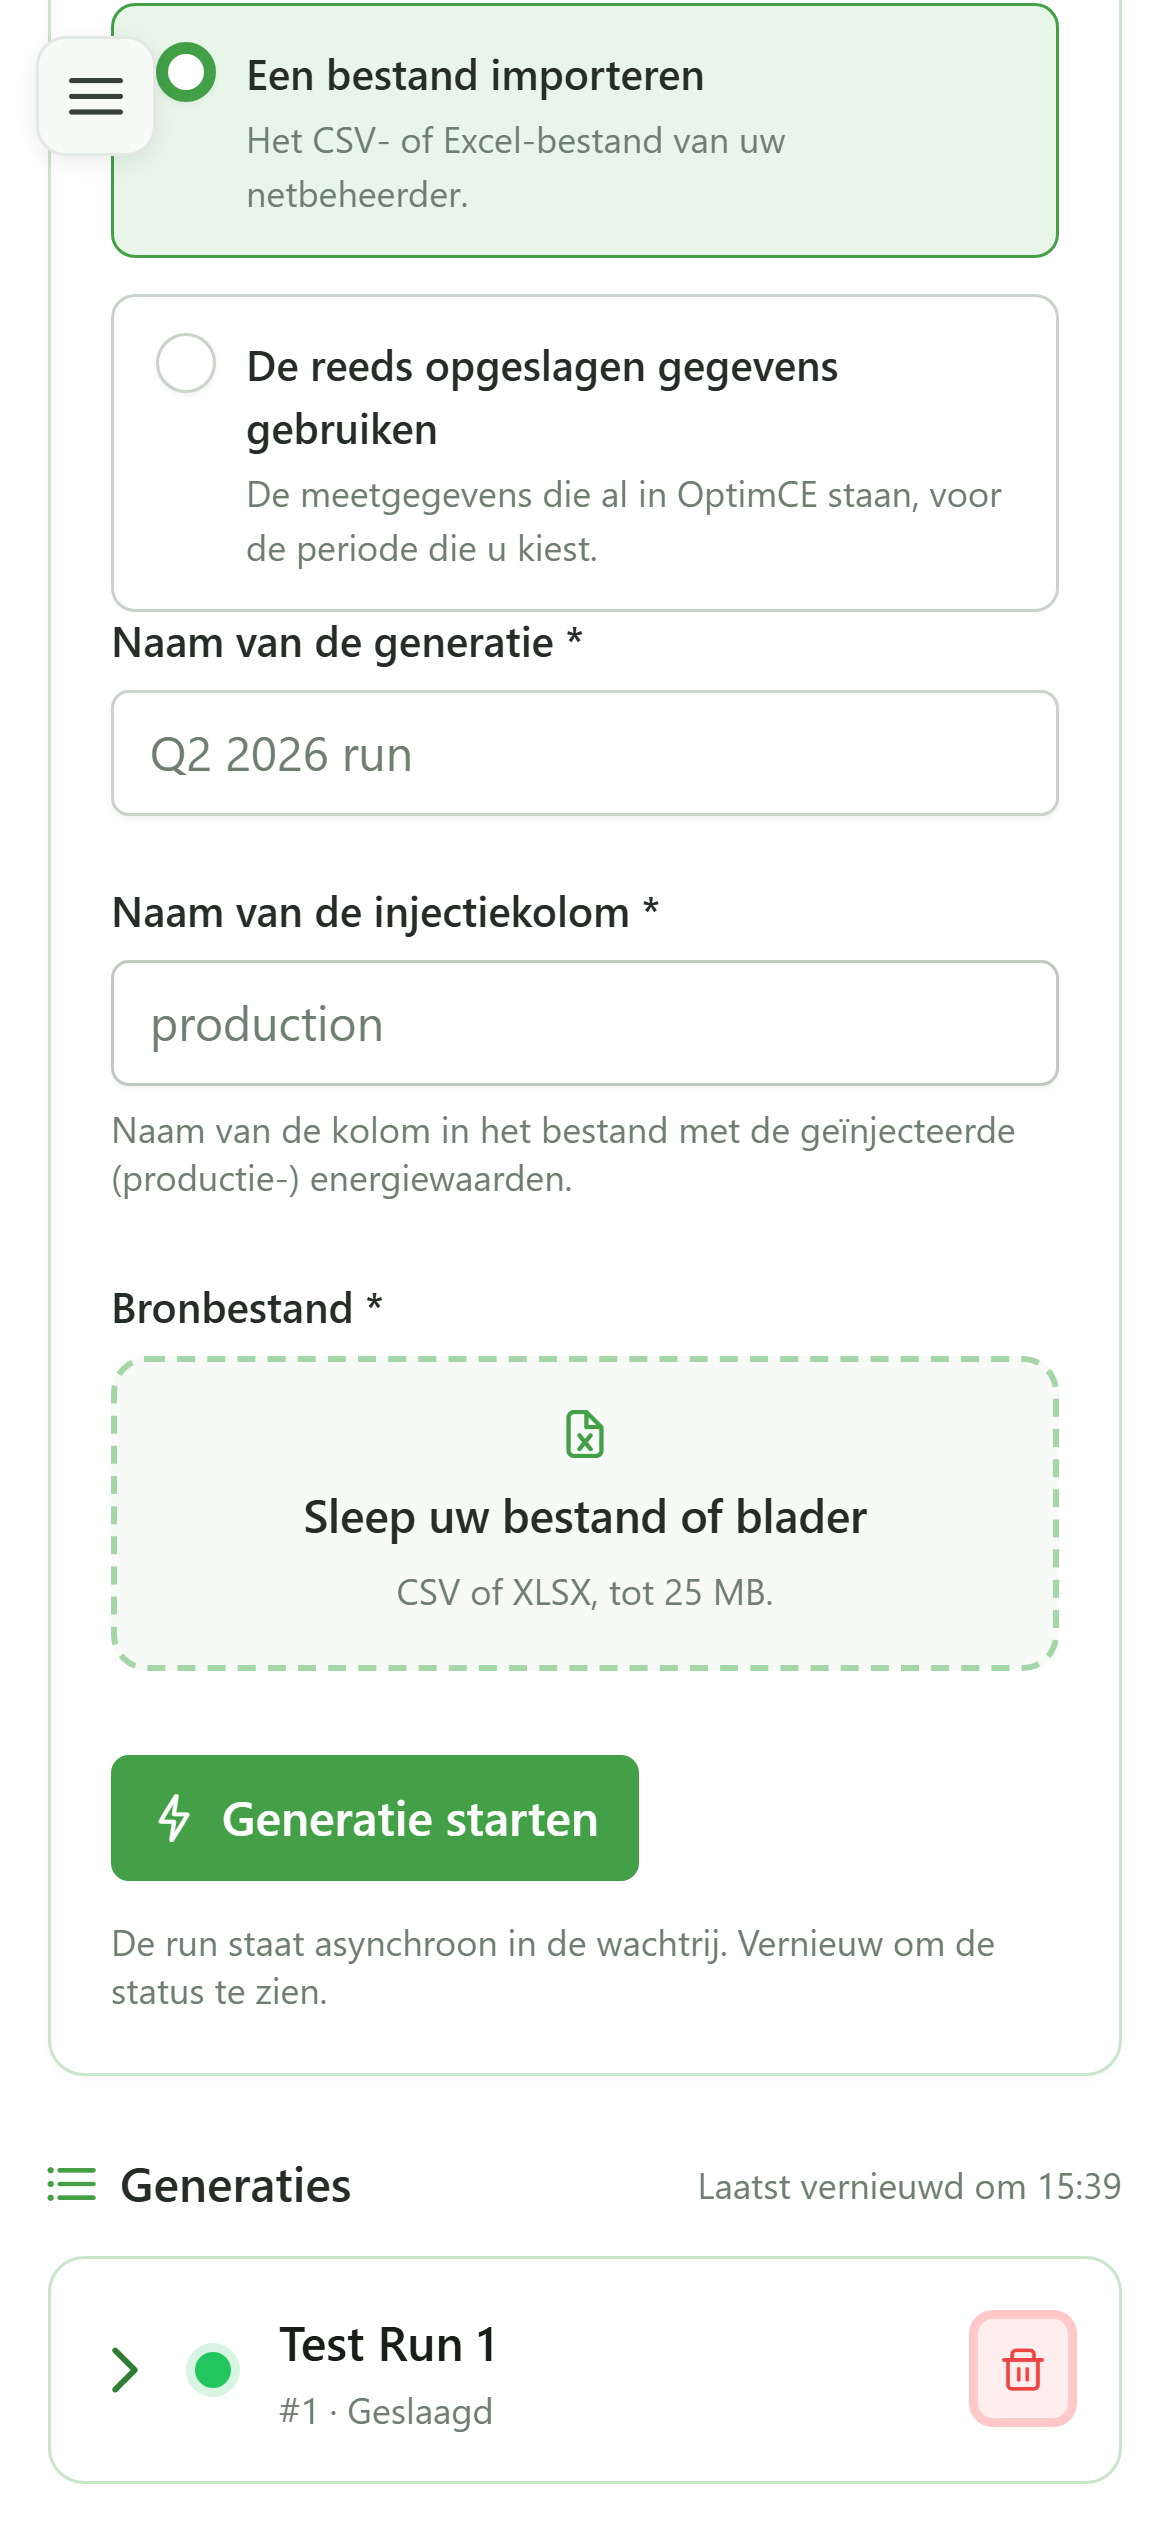 Een bestand importeren
Het CSV- of Excel-bestand van uw
netbeheerder.
De reeds opgeslagen gegevens
gebruiken
De meetgegevens die al in OptimCE staan, voor
de periode die u kiest.
Naam van de generatie *
Q2 2026 run
Naam van de injectiekolom *
production
Naam van de kolom in het bestand met de geïnjecteerde
(productie-) energiewaarden.
Bronbestand *
Sleep uw bestand of blader
CSV of XLSX, tot 25 MB.
Generatie starten
De run staat asynchroon in de wachtrij. Vernieuw om de
status te zien.
Generaties
Laatst vernieuwd om 15:39
Test Run 1
#1 · Geslaagd